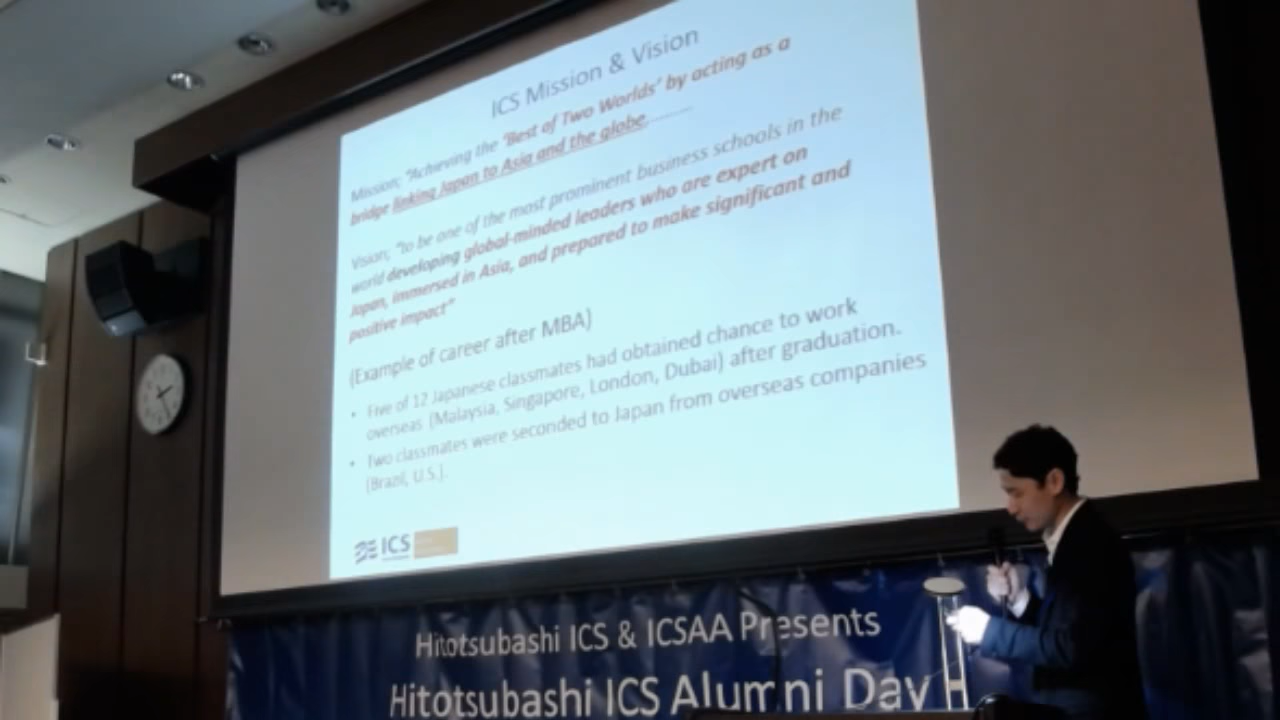 ICS Mission & Vision
Mission; "Achieving the 'Best of Two Worlds' by acting as a
bridge linking Japan to Asia and the globe..........
Vision; "to be one of the most prominent business schools in the
world developing global-minded leaders who are expert on
Japan, immersed in Asia, and prepared to make significant and
positive impact"
(Example of career after MBA)
• Five of 12 Japanese classmates had obtained chance to work
overseas (Malaysia, Singapore, London, Dubai) after graduation.
• Two classmates were seconded to Japan from overseas companies
(Brazil, U.S.).
ICS
Hitotsubashi ICS & ICSAA Presents
Hitotsubashi ICS Alumni Day